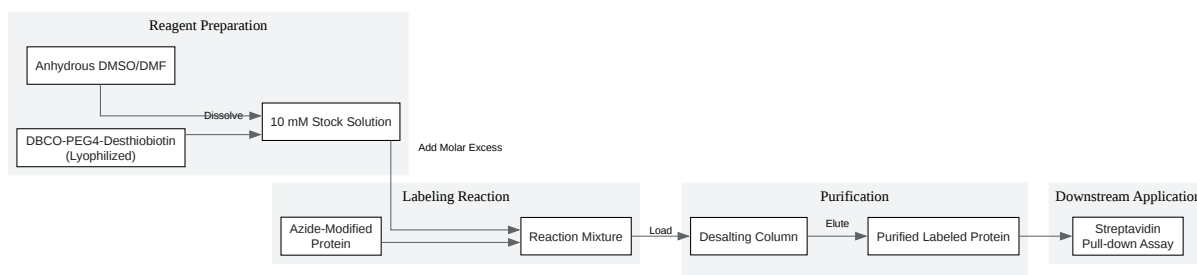 Reagent Preparation
Anhydrous DMSO/DMF
Dissolve
10 mM Stock Solution
DBCO-PEG4-Desthiobiotin
(Lyophilized)
Add Molar Excess
Labeling Reaction
Azide-Modified
Protein
Reaction Mixture
Load
Purification
Desalting Column
Elute
Purified Labeled Protein
Downstream Application
Streptavidin
Pull-down Assay